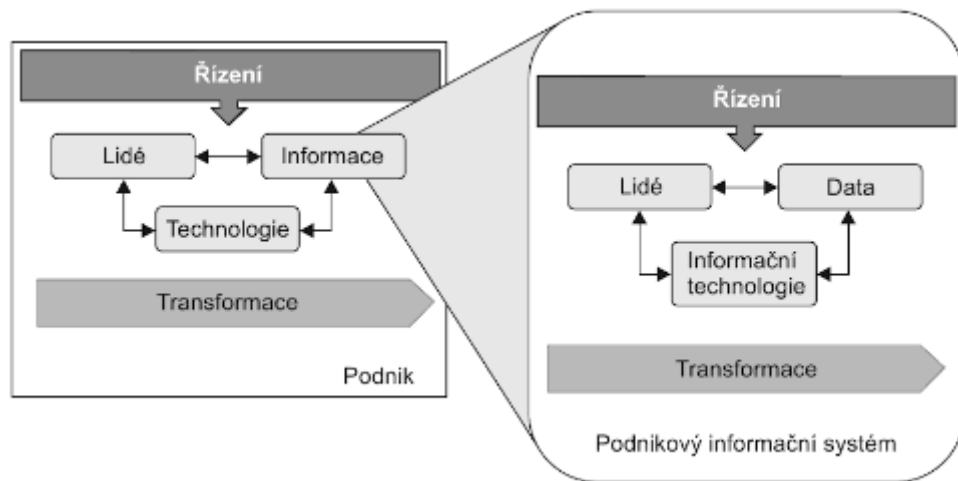 Řízení
Lidé
Informace
Technologie
Transformace
Podnik
Řízení
Lidé
Data
Informační
technologie
Transformace
Podnikový informační systém